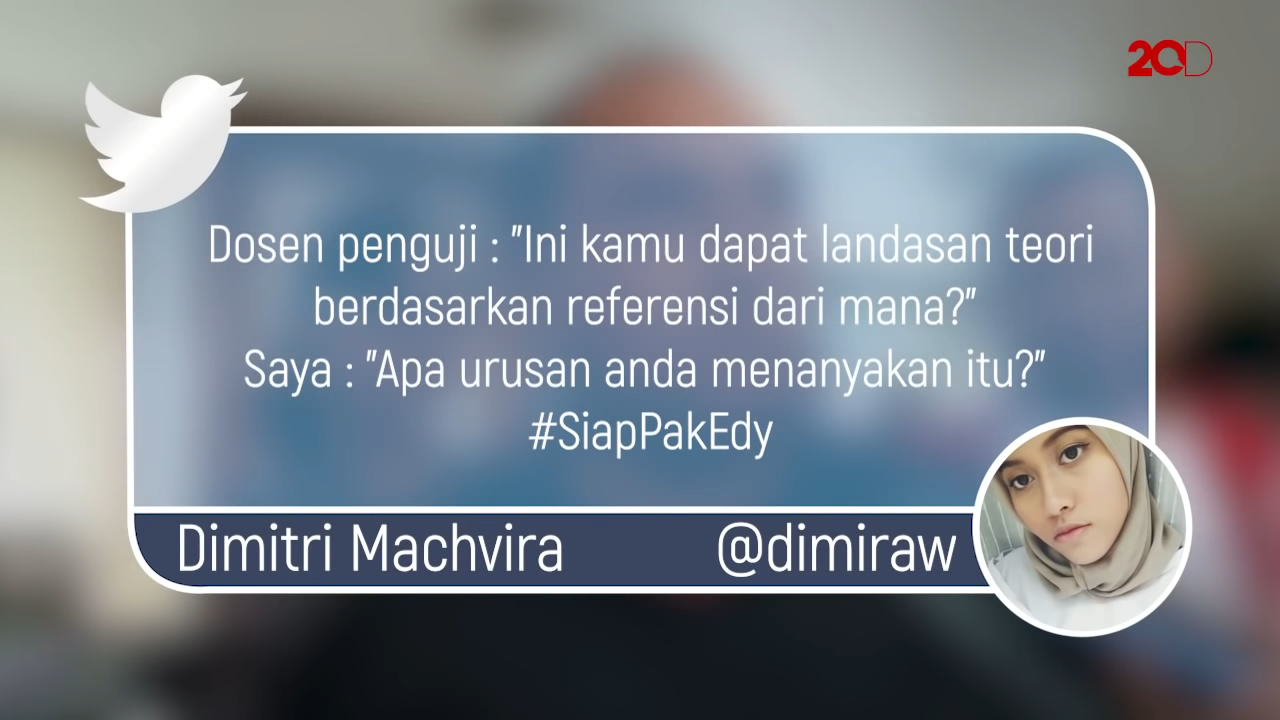 20D
Dosen penguji : "Ini kamu dapat landasan teori
berdasarkan referensi dari mana?"
Saya : "Apa urusan anda menanyakan itu?"
#SiapPakEdy
Dimitri Machvira @dimiraw